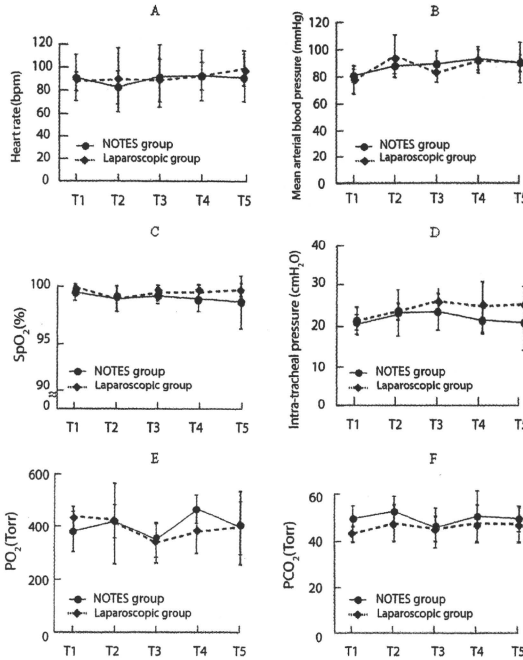 A
Heart rate (bpm)
140
120
100
80
60
40
20
0
NOTES group
Laparoscopic group
T1 T2 T3 T4 T5
B
Mean arterial blood pressure (mmHg)
120
100
80
60
40
20
0
NOTES group
Laparoscopic group
T1 T2 T3 T4 T5
C
SpO2(%)
100
95
90
≈
0
NOTES group
Laparoscopic group
T1 T2 T3 T4 T5
D
Intra-tracheal pressure (cmH2O)
40
30
20
10
0
NOTES group
Laparoscopic group
T1 T2 T3 T4 T5
E
PO2(Torr)
600
400
200
0
NOTES group
Laparoscopic group
T1 T2 T3 T4 T5
F
PCO2(Torr)
60
40
20
0
NOTES group
Laparoscopic group
T1 T2 T3 T4 T5